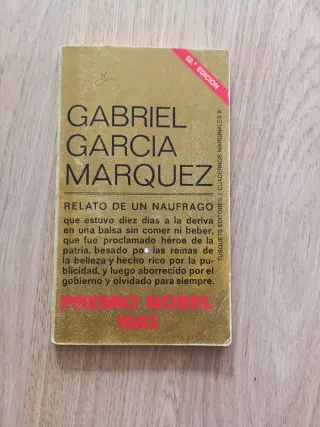 52.ª EDICION
GABRIEL
GARCIA
MARQUEZ
RELATO DE UN NAUFRAGO
que estuvo diez días a la deriva
en una balsa sin comer ni beber,
que fue proclamado héroe de la
patria, besado por las reinas de
la belleza y hecho rico por la pu-
blicidad, y luego aborrecido por el
gobierno y olvidado para siempre.
PREMIO NOBEL
1982
TUSQUETS EDITORES / CUADERNOS MARGINALES 8